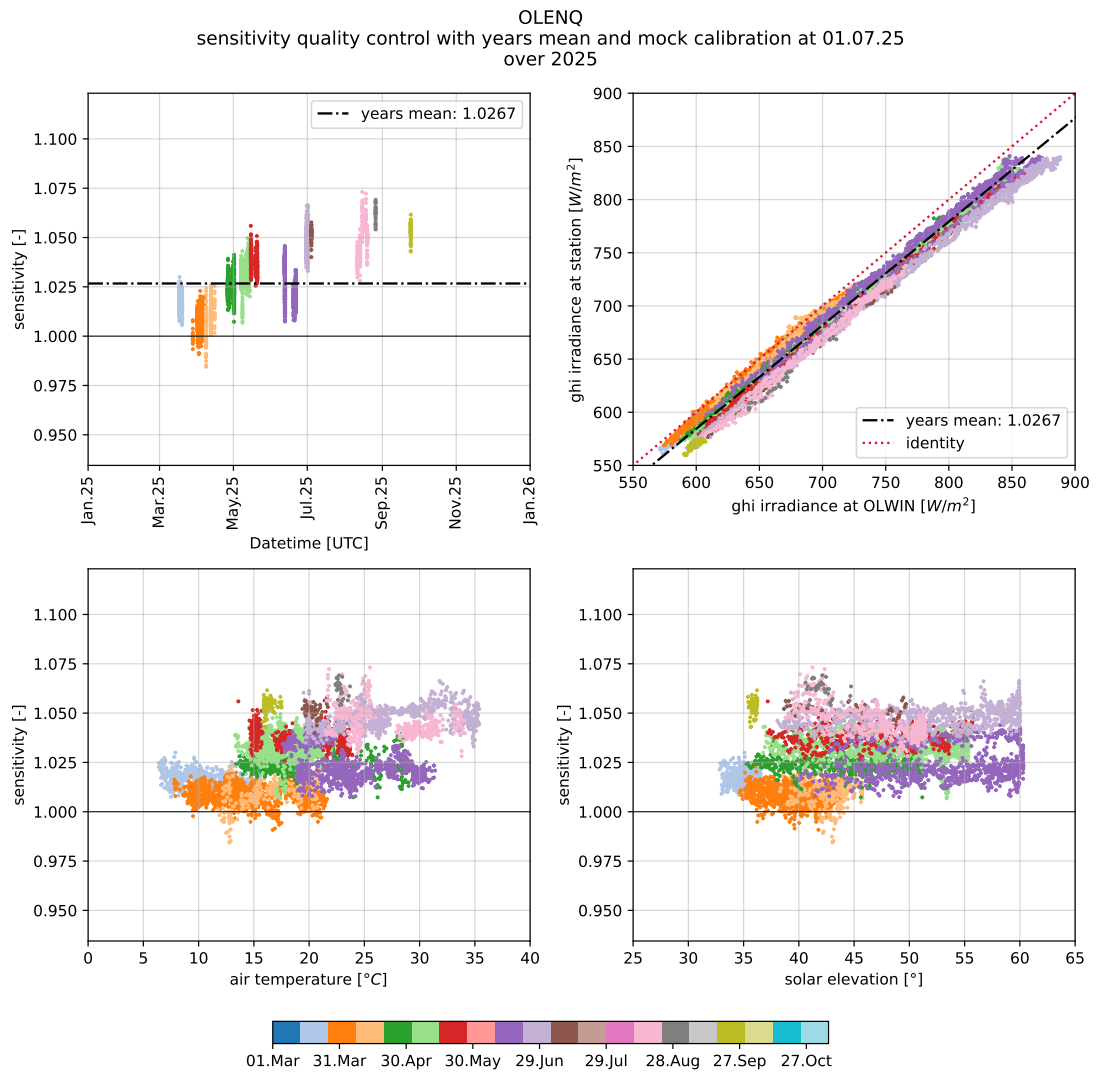 OLENQ
sensitivity quality control with years mean and mock calibration at 01.07.25
over 2025
sensitivity [-]
1.100
1.075
1.050
1.025
1.000
0.975
0.950
years mean: 1.0267
Jan.25
Mar.25
May.25
Jul.25
Sep.25
Nov.25
Jan.26
Datetime [UTC]
ghi irradiance at station [W/m²]
900
850
800
750
700
650
600
550
years mean: 1.0267
identity
550
600
650
700
750
800
850
900
ghi irradiance at OLWIN [W/m²]
sensitivity [-]
1.100
1.075
1.050
1.025
1.000
0.975
0.950
0
5
10
15
20
25
30
35
40
air temperature [°C]
sensitivity [-]
1.100
1.075
1.050
1.025
1.000
0.975
0.950
25
30
35
40
45
50
55
60
65
solar elevation [°]
01.Mar
31.Mar
30.Apr
30.May
29.Jun
29.Jul
28.Aug
27.Sep
27.Oct